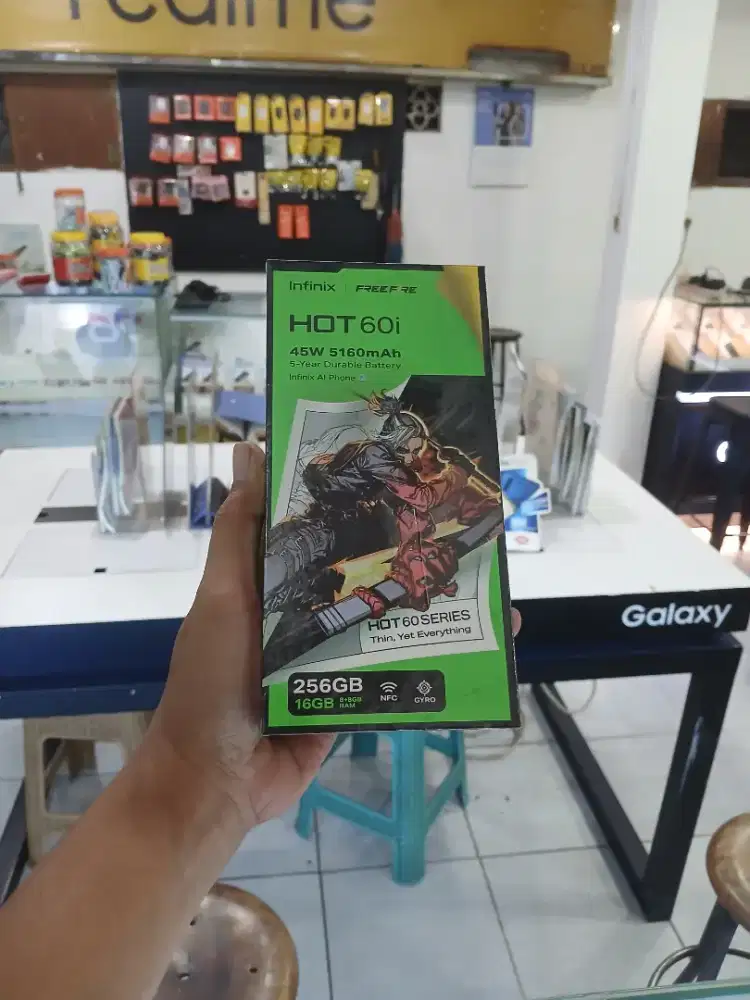 realme
Infinix | FREE FIRE
HOT 60i
45W 5160mAh
5-Year Durable Battery
Infinix AI Phone
HOT 60 SERIES
Thin, Yet Everything
256GB
16GB 8+8GB RAM
NFC
GYRO
Galaxy